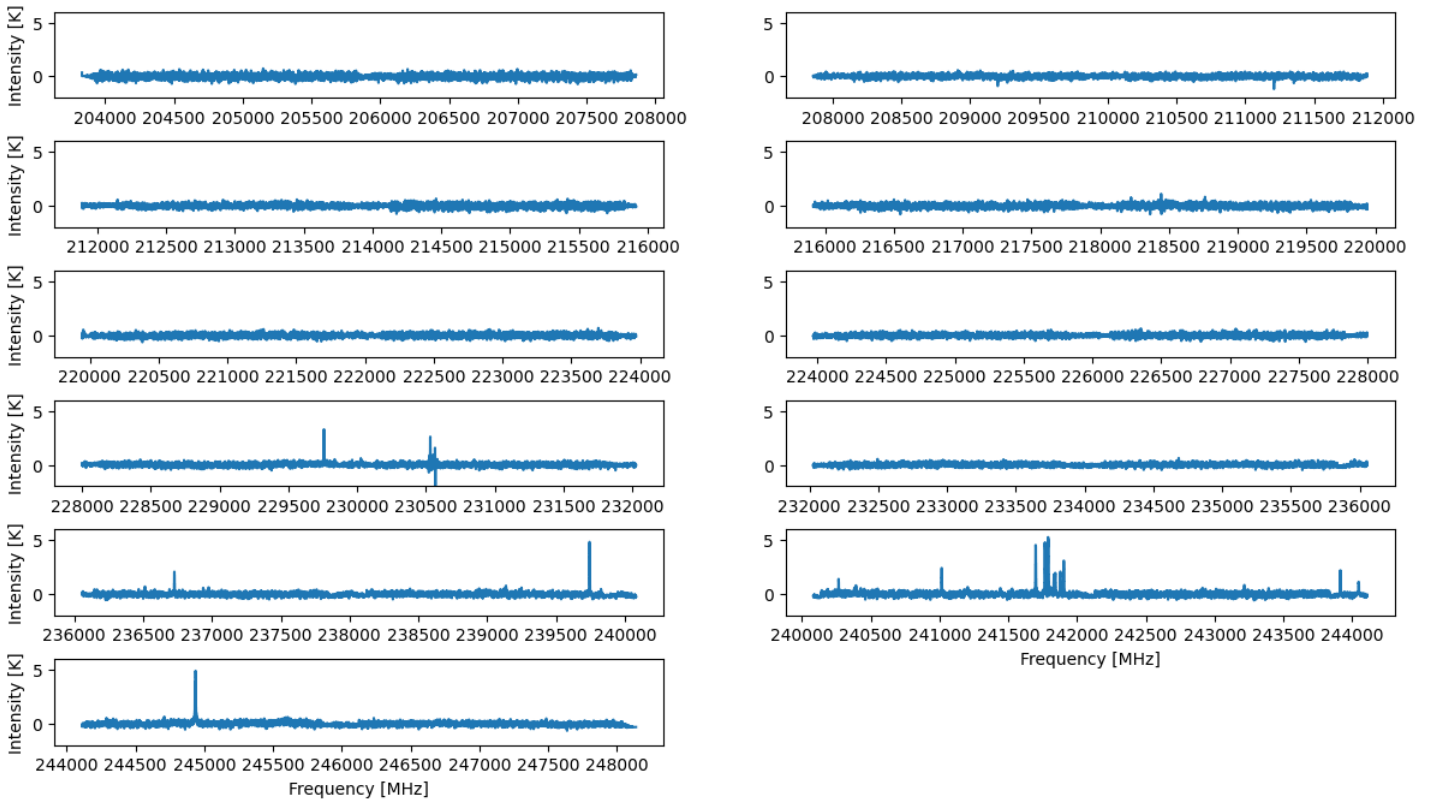 Intensity [K]
5
0
204000 204500 205000 205500 206000 206500 207000 207500 208000
5
0
208000 208500 209000 209500 210000 210500 211000 211500 212000
Intensity [K]
5
0
212000 212500 213000 213500 214000 214500 215000 215500 216000
5
0
216000 216500 217000 217500 218000 218500 219000 219500 220000
Intensity [K]
5
0
220000 220500 221000 221500 222000 222500 223000 223500 224000
5
0
224000 224500 225000 225500 226000 226500 227000 227500 228000
Intensity [K]
5
0
228000 228500 229000 229500 230000 230500 231000 231500 232000
5
0
232000 232500 233000 233500 234000 234500 235000 235500 236000
Intensity [K]
5
0
236000 236500 237000 237500 238000 238500 239000 239500 240000
5
0
240000 240500 241000 241500 242000 242500 243000 243500 244000
Frequency [MHz]
Intensity [K]
5
0
244000 244500 245000 245500 246000 246500 247000 247500 248000
Frequency [MHz]